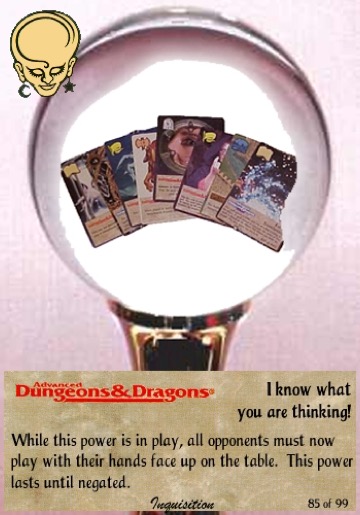 Advanced
Dungeons & Dragons®
I know what
you are thinking!
While this power is in play, all opponents must now
play with their hands face up on the table. This power
lasts until negated.
Inquisition
85 of 99